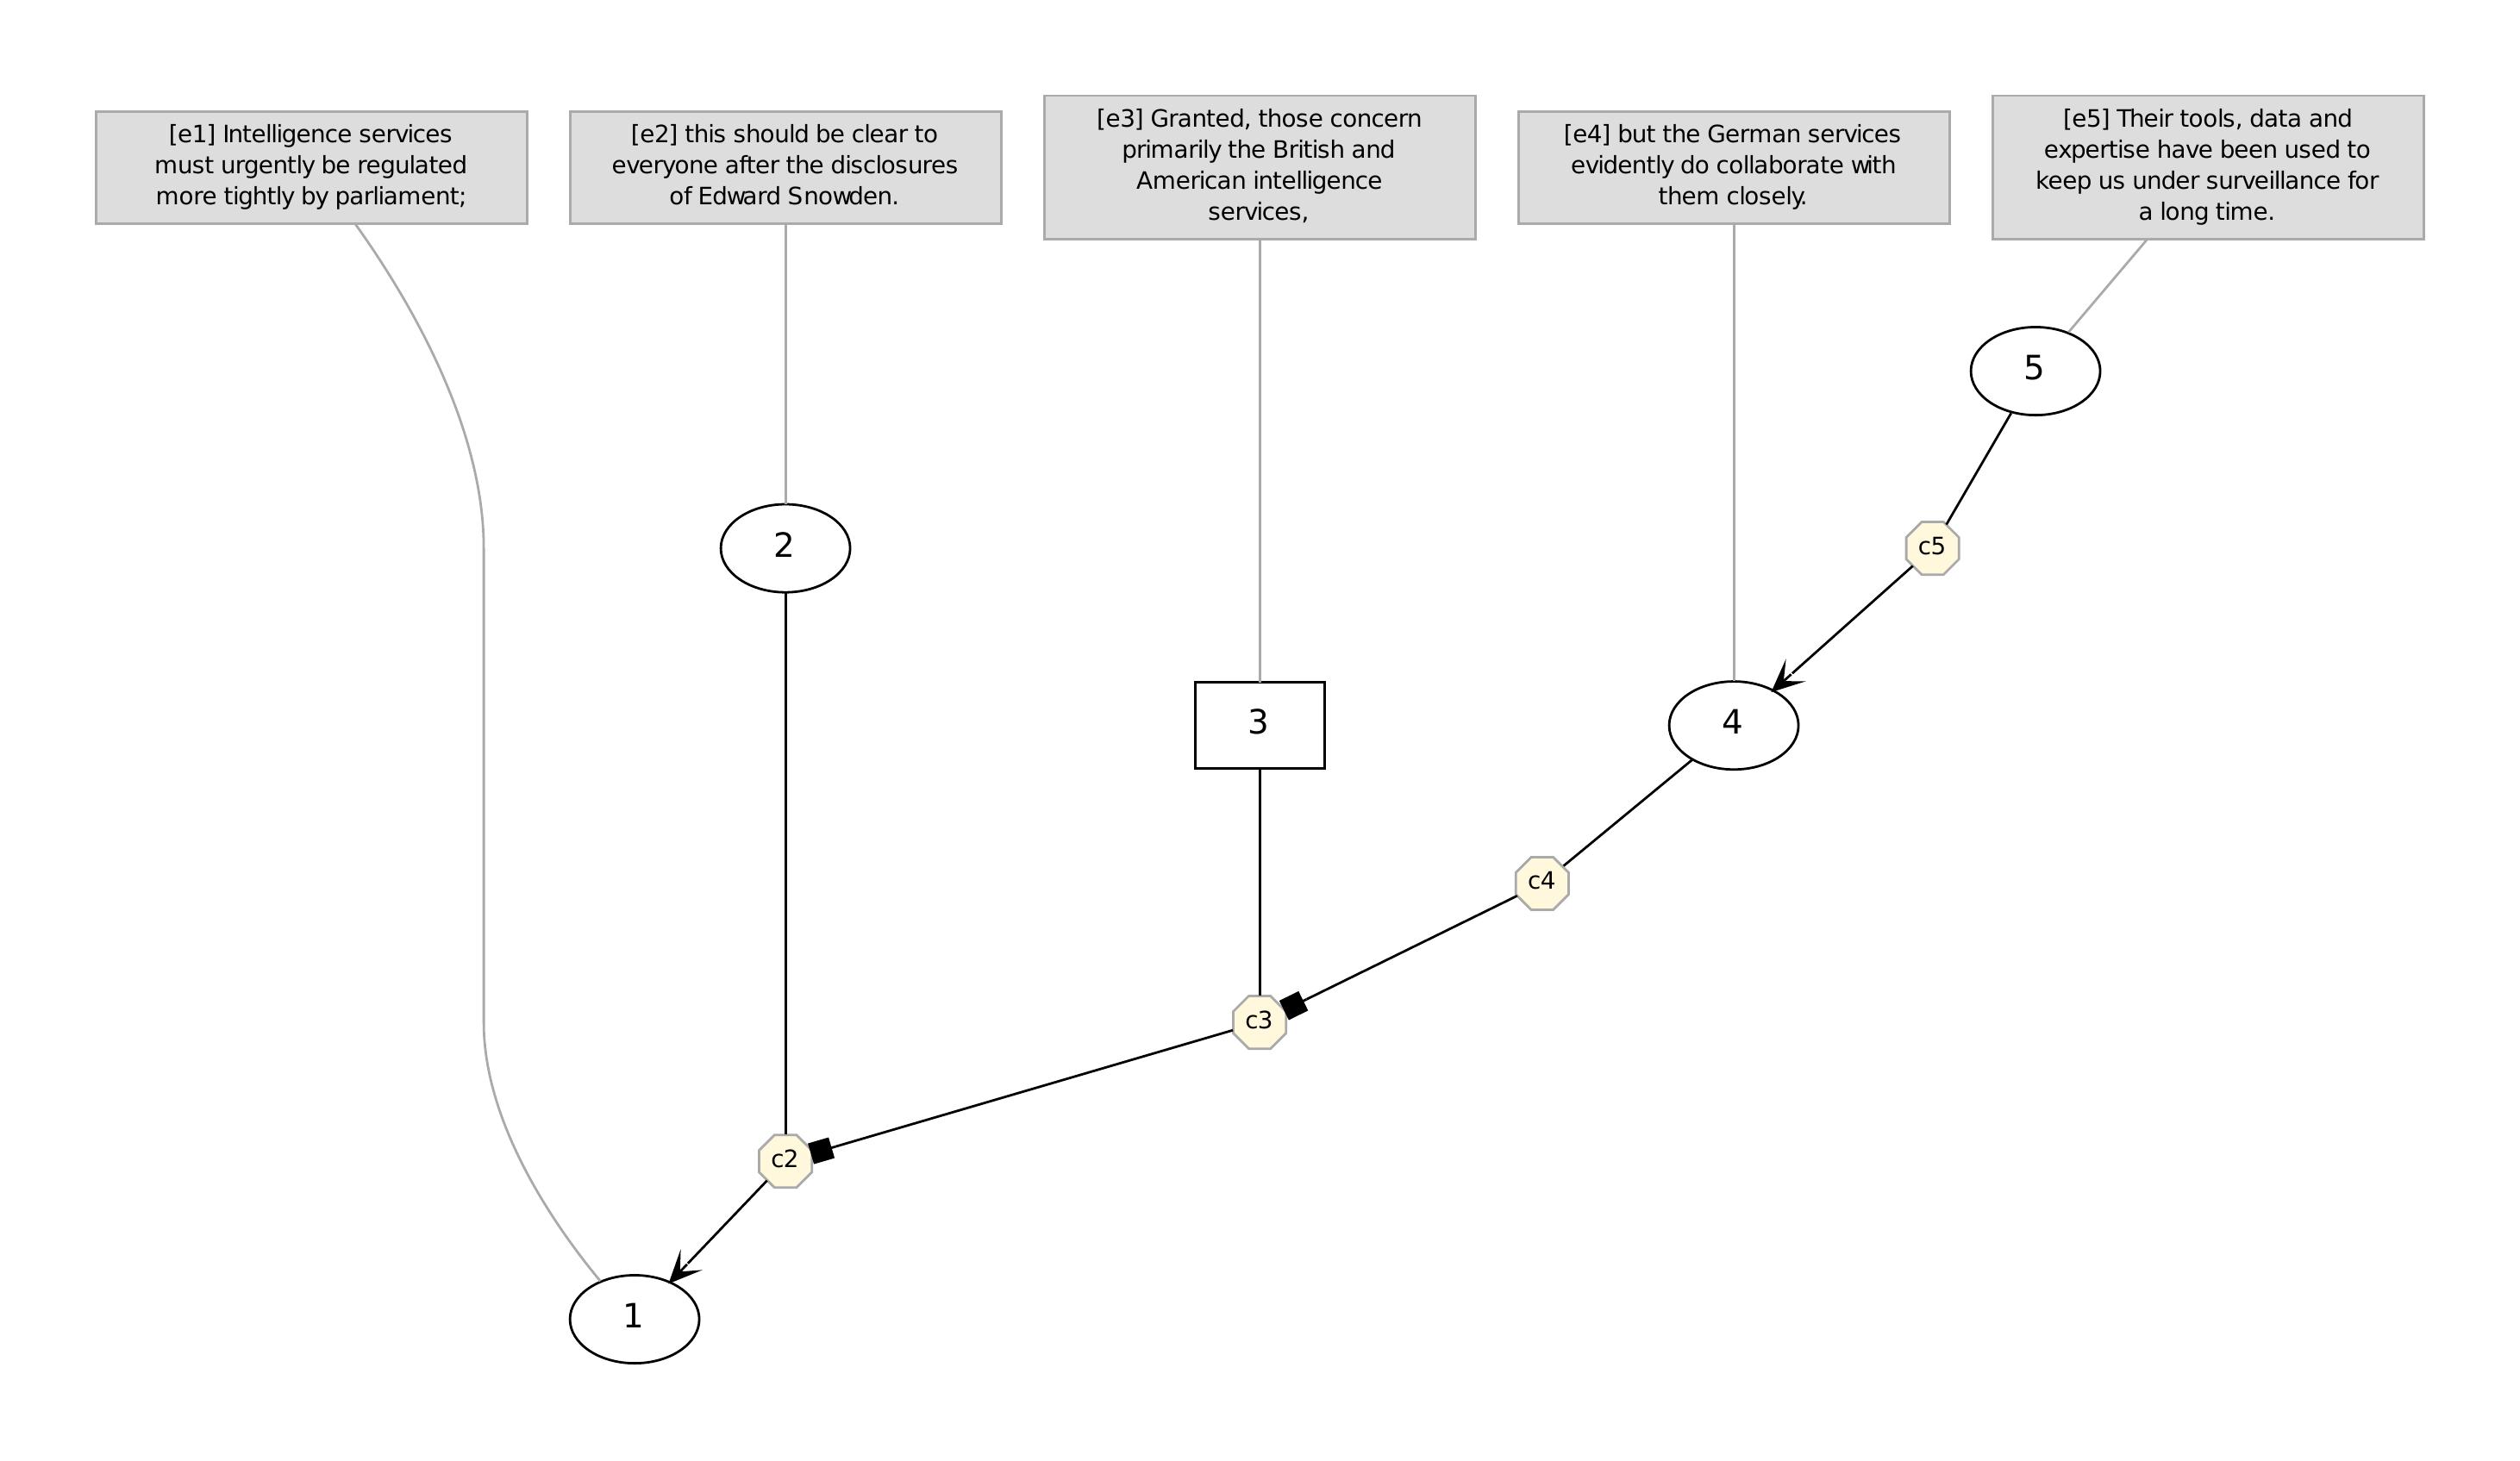 [e1] Intelligence services
must urgently be regulated
more tightly by parliament;
[e2] this should be clear to
everyone after the disclosures
of Edward Snowden.
[e3] Granted, those concern
primarily the British and
American intelligence
services,
[e4] but the German services
evidently do collaborate with
them closely.
[e5] Their tools, data and
expertise have been used to
keep us under surveillance for
a long time.
5
2
c5
3
4
c4
c3
c2
1